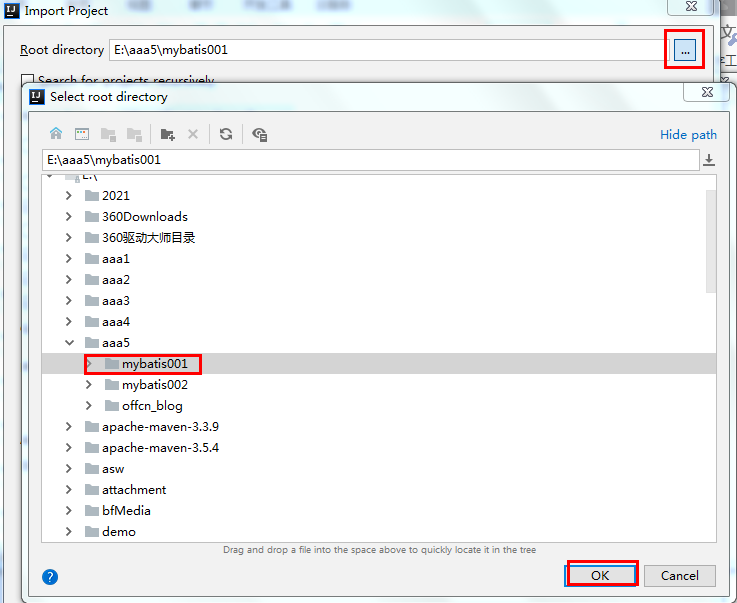 Import Project
Root directory E:\aaa5\mybatis001 ...
Search for projects recursively
Select root directory
Hide path
E:\aaa5\mybatis001
E:\
2021
360Downloads
360驱动大师目录
aaa1
aaa2
aaa3
aaa4
aaa5
mybatis001
mybatis002
offcn_blog
apache-maven-3.3.9
apache-maven-3.5.4
asw
attachment
bfMedia
demo
Drag and drop a file into the space above to quickly locate it in the tree
? OK Cancel